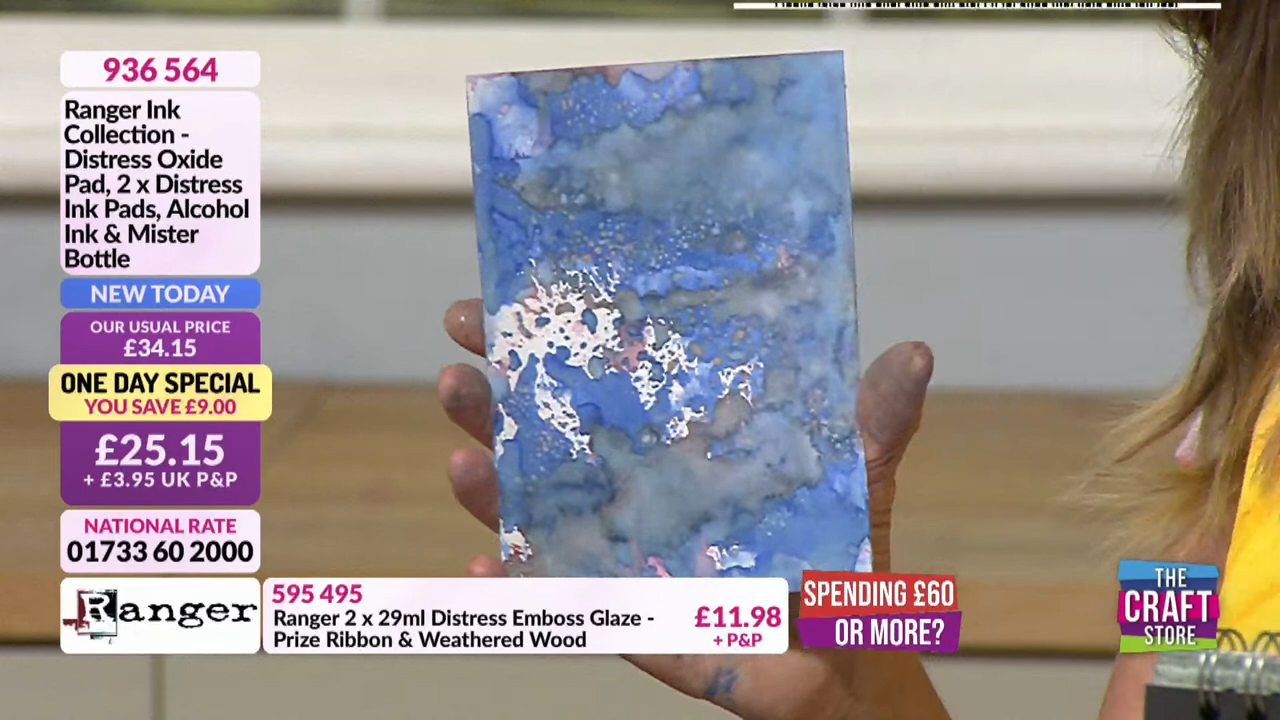 936 564
Ranger Ink
Collection -
Distress Oxide
Pad, 2 x Distress
Ink Pads, Alcohol
Ink & Mister
Bottle
NEW TODAY
OUR USUAL PRICE
£34.15
ONE DAY SPECIAL
YOU SAVE £9.00
£25.15
+ £3.95 UK P&P
NATIONAL RATE
01733 60 2000
Ranger
595 495
Ranger 2 x 29ml Distress Emboss Glaze -
Prize Ribbon & Weathered Wood
£11.98
+ P&P
SPENDING £60
OR MORE?
THE
CRAFT
STORE